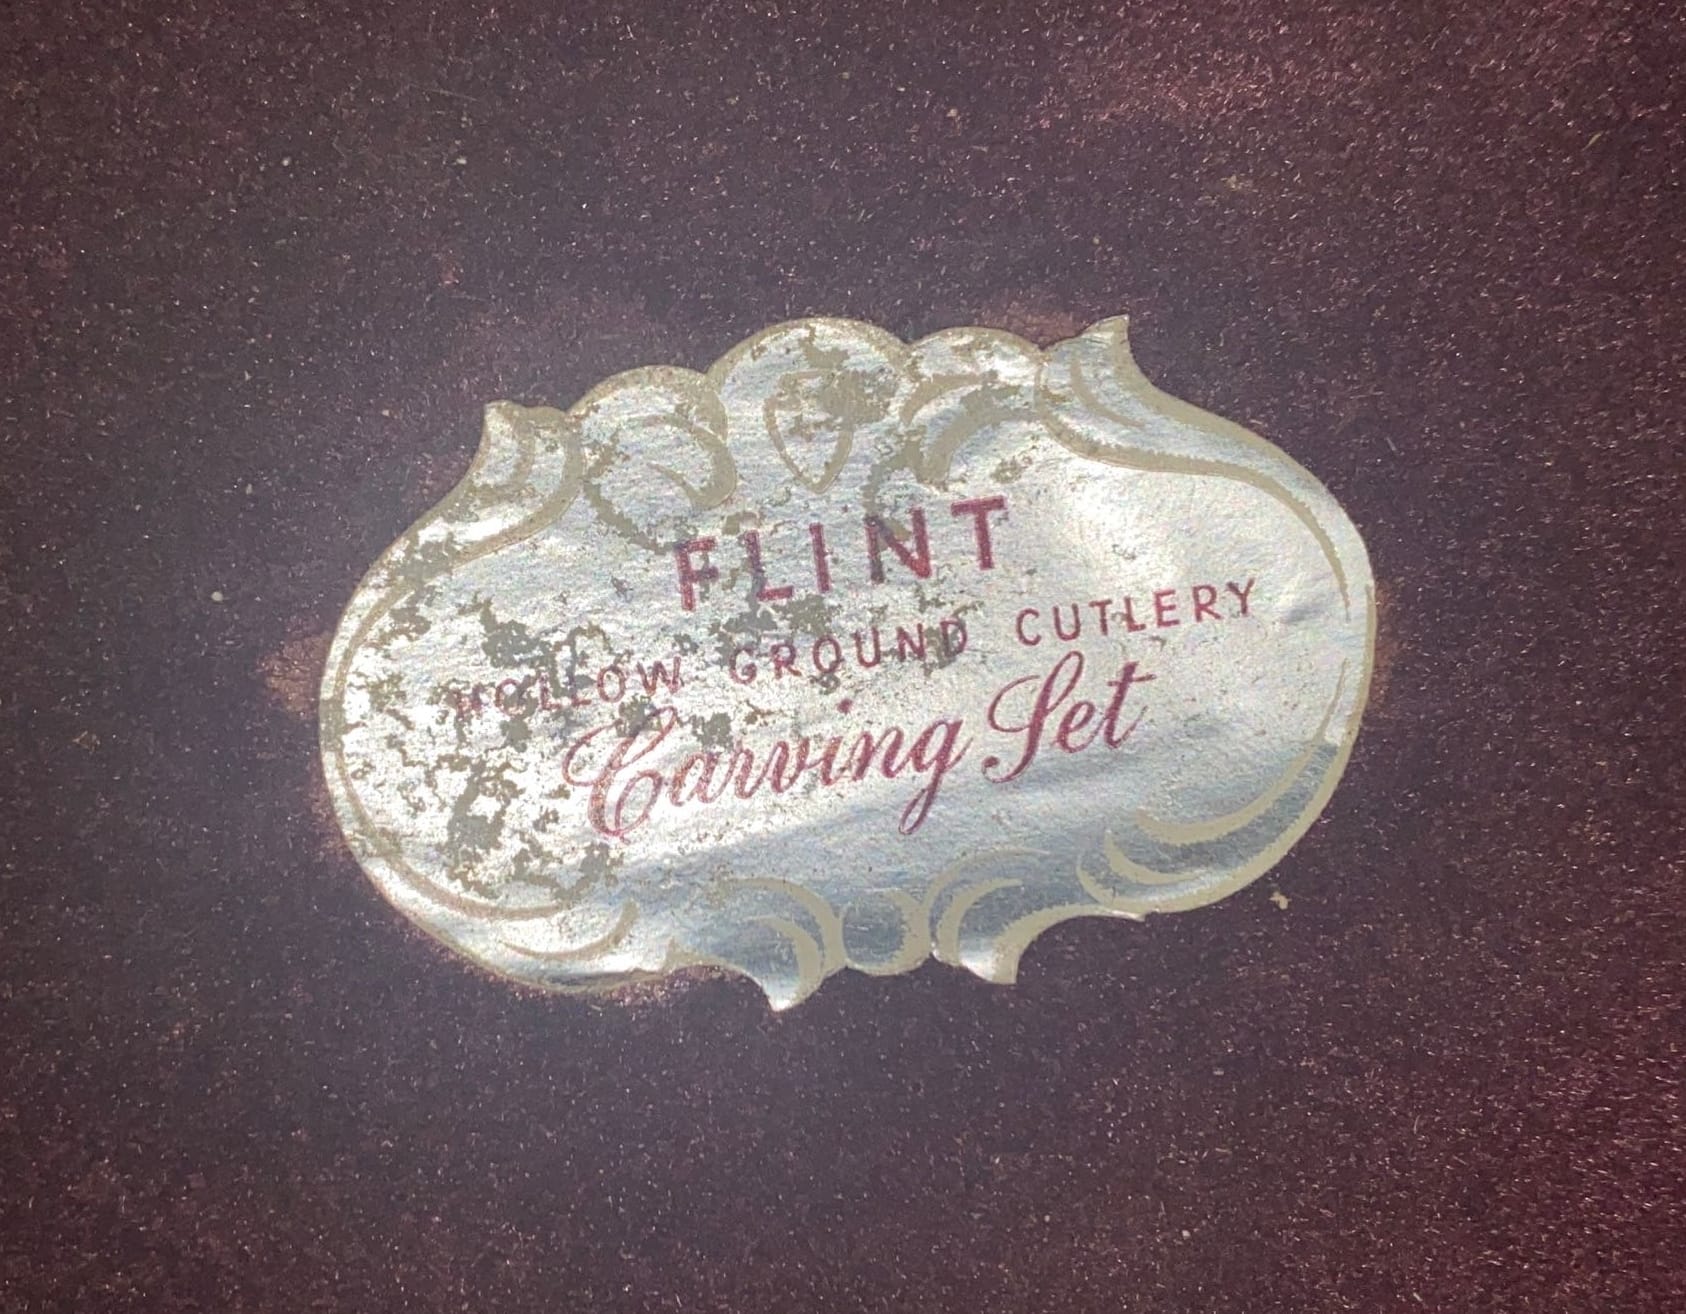 FLINT
HOLLOW GROUND CUTLERY
Carving Set